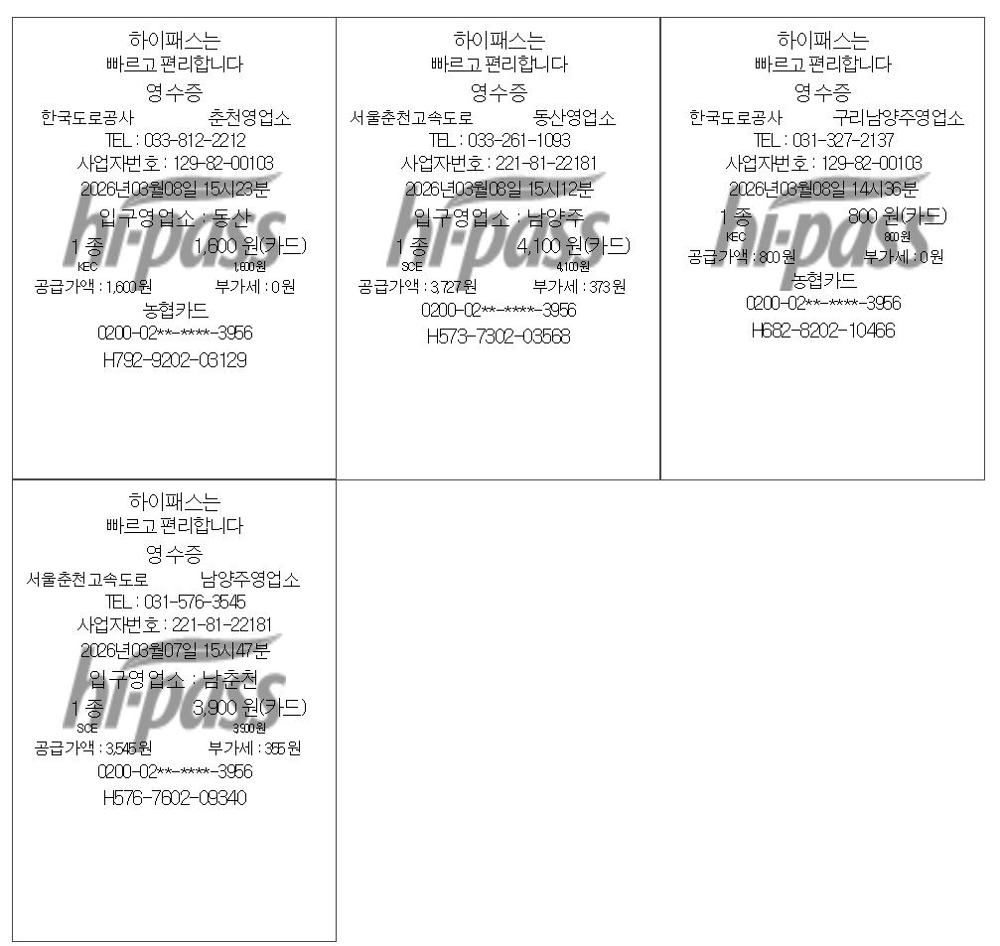 하이패스는
빠르고 편리합니다
영수증
한국도로공사 춘천영업소
TEL : 033-812-2212
사업자번호 : 129-82-00103
2026년03월08일 15시23분
입구영업소 : 동산
1 종 1,600 원(카드)
KEC 1,600원
공급가액 : 1,600원 부가세 : 0원
농협카드
0200-02**-****-3956
H792-9202-03129
하이패스는
빠르고 편리합니다
영수증
서울춘천고속도로 동산영업소
TEL : 033-261-1093
사업자번호 : 221-81-22181
2026년03월08일 15시12분
입구영업소 : 남양주
1 종 4,100 원(카드)
SCE 4,100원
공급가액 : 3,727원 부가세 : 373원
0200-02**-****-3956
H573-7302-03568
하이패스는
빠르고 편리합니다
영수증
한국도로공사 구리남양주영업소
TEL : 031-327-2137
사업자번호 : 129-82-00103
2026년03월08일 14시36분
1 종 800 원(카드)
KEC 800원
공급가액 : 800원 부가세 : 0원
농협카드
0200-02**-****-3956
H682-8202-10466
하이패스는
빠르고 편리합니다
영수증
서울춘천고속도로 남양주영업소
TEL : 031-576-3545
사업자번호 : 221-81-22181
2026년03월07일 15시47분
입구영업소 : 남춘천
1 종 3,900 원(카드)
SCE 3,900원
공급가액 : 3,545원 부가세 : 355원
0200-02**-****-3956
H576-7602-09340
hi-pass
hi-pass
hi-pass
hi-pass